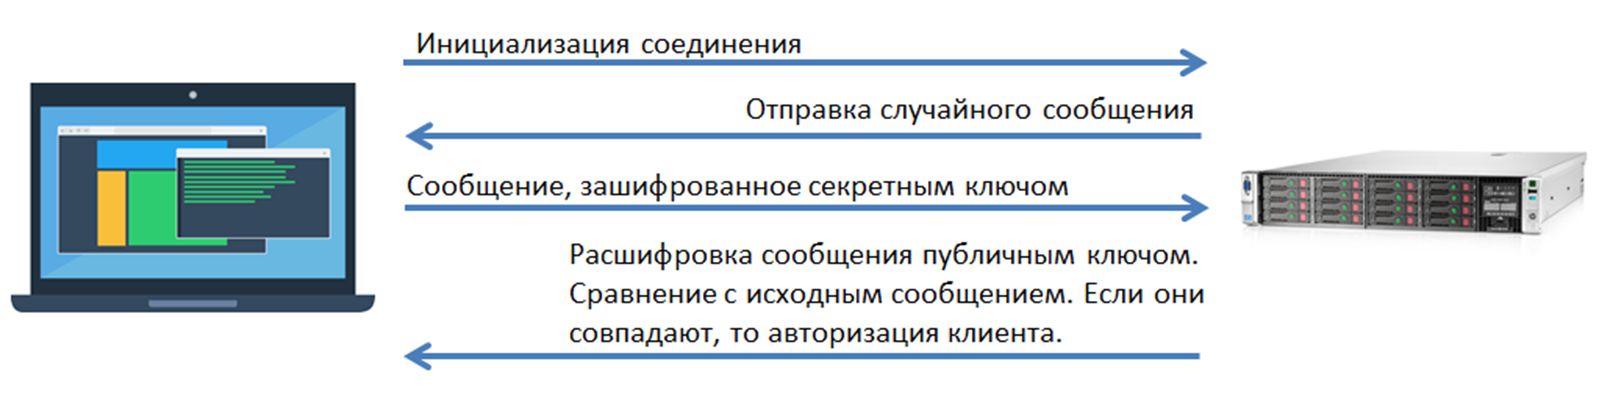 Инициализация соединения
Отправка случайного сообщения
Сообщение, зашифрованное секретным ключом
Расшифровка сообщения публичным ключом.
Сравнение с исходным сообщением. Если они
совпадают, то авторизация клиента.